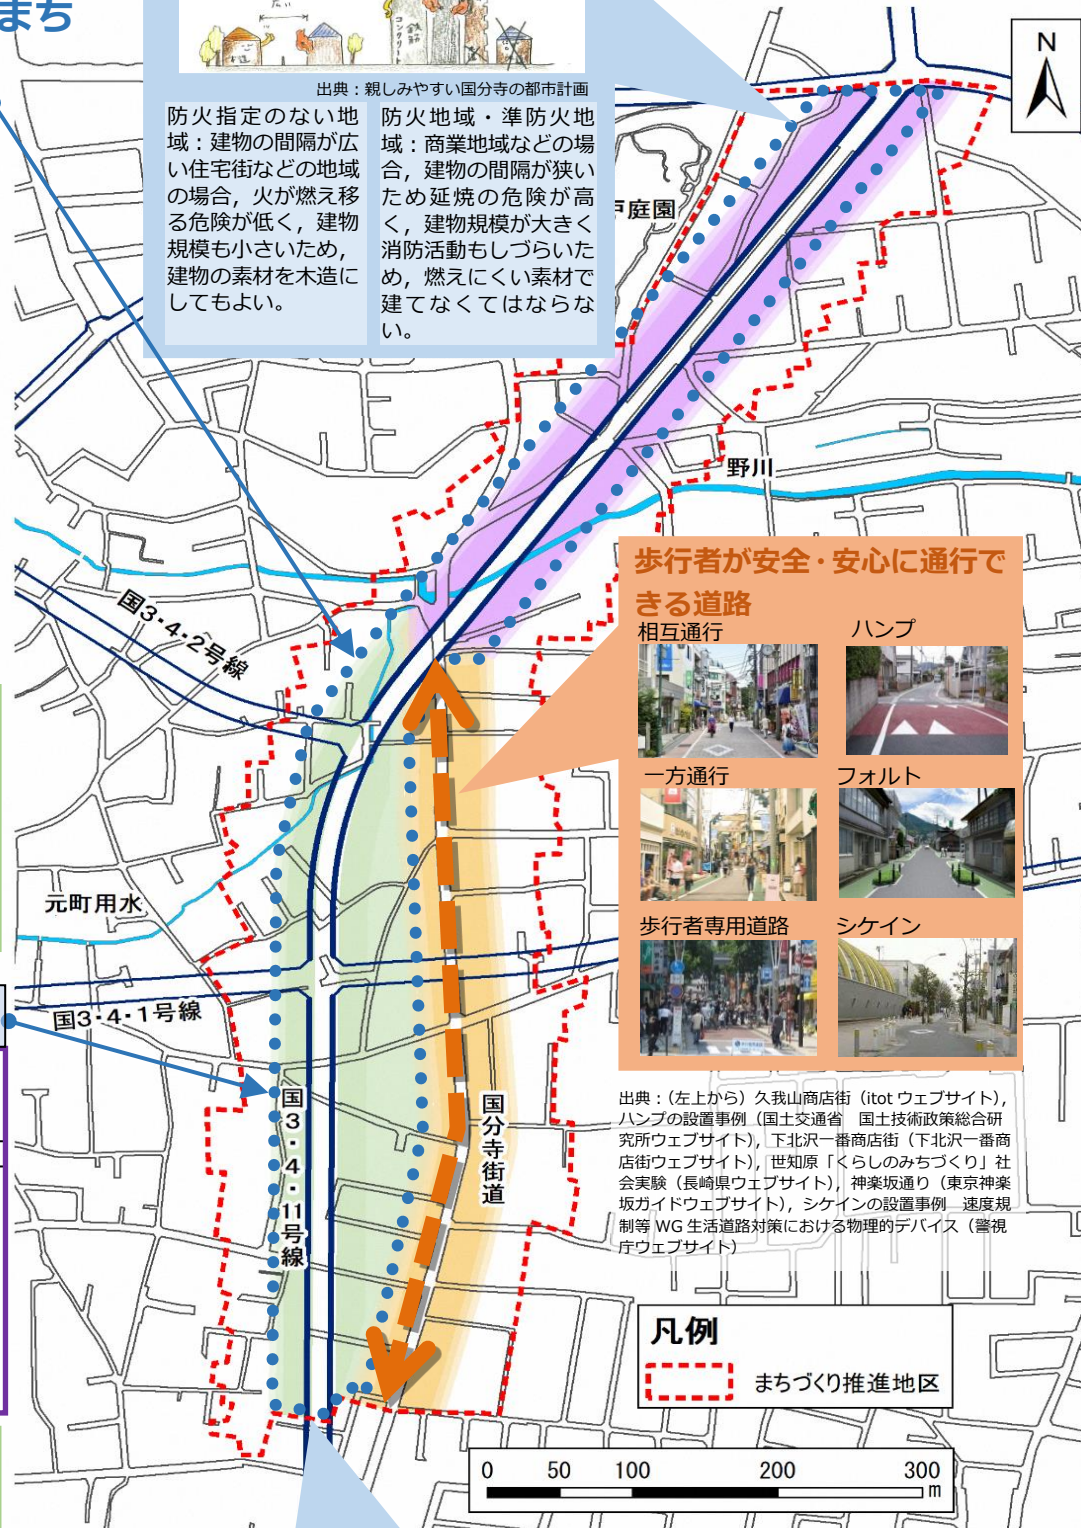 まち
広い
コンクリート
出典：親しみやすい国分寺の都市計画
防火指定のない地
域：建物の間隔が広
い住宅街などの地域
の場合，火が燃え移
る危険が低く，建物
規模も小さいため，
建物の素材を木造に
してもよい。
防火地域・準防火地
域：商業地域などの場
合，建物の間隔が狭い
ため延焼の危険が高
く，建物規模が大きく
消防活動もしづらいた
め，燃えにくい素材で
建てなくてはならな
い。
N
庭園
野川
国3・4・2号線
歩行者が安全・安心に通行で
きる道路
相互通行
ハンプ
一方通行
フォルト
歩行者専用道路
シケイン
元町用水
国3・4・1号線
国3・4・11号線
国分寺街道
出典：（左上から）久我山商店街（itot ウェブサイト），
ハンプの設置事例（国土交通省　国土技術政策総合研
究所ウェブサイト），下北沢一番商店街（下北沢一番商
店街ウェブサイト），世知原「くらしのみちづくり」社
会実験（長崎県ウェブサイト），神楽坂通り（東京神楽
坂ガイドウェブサイト），シケインの設置事例　速度規
制等 WG 生活道路対策における物理的デバイス（警視
庁ウェブサイト）
凡例
まちづくり推進地区
0 50 100 200 300
m